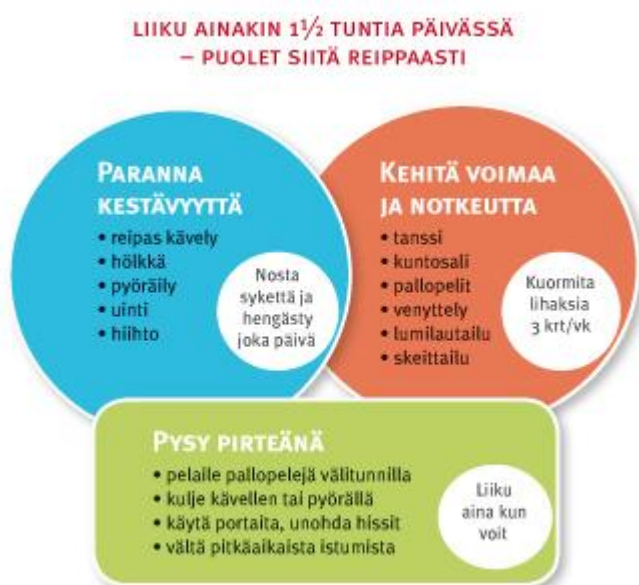 LIIKU AINAKIN 1½ TUNTIA PÄIVÄSSÄ
– PUOLET SIITÄ REIPPAASTI
PARANNA
KESTÄVYYTTÄ
• reipas kävely
• hölkkä
• pyöräily
• uinti
• hiihto
Nosta
sykettä ja
hengästy
joka päivä
KEHITÄ VOIMAA
JA NOTKEUTTA
• tanssi
• kuntosali
• pallopelit
• venyttely
• lumilautailu
• skeittailu
Kuormita
lihaksia
3 krt/vk
PYSY PIRTEÄNÄ
• pelaile pallopelejä välitunnilla
• kulje kävellen tai pyörällä
• käytä portaita, unohda hissit
• vältä pitkäaikaista istumista
Liiku
aina kun
voit